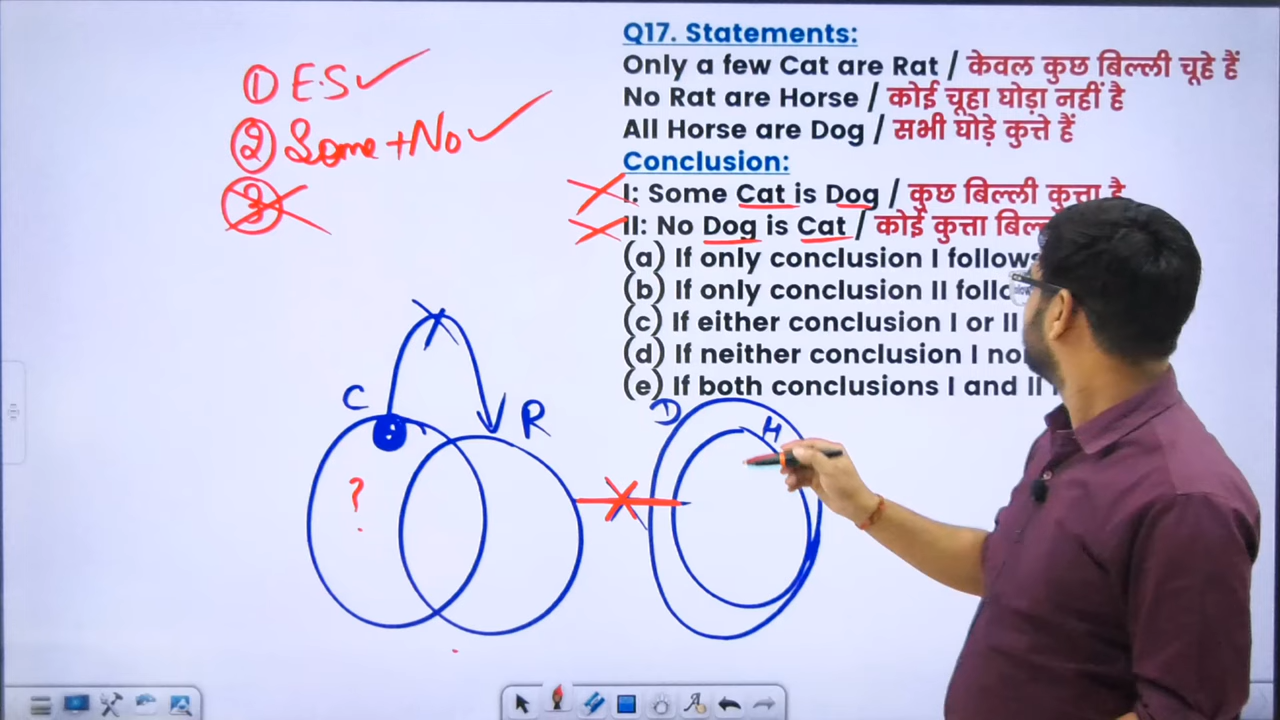 ① E.S ✓
② Some + No ✓
③
Q17. Statements:
Only a few Cat are Rat / केवल कुछ बिल्ली चूहे हैं
No Rat are Horse / कोई चूहा घोड़ा नहीं है
All Horse are Dog / सभी घोड़े कुत्ते हैं
Conclusion:
I: Some Cat is Dog / कुछ बिल्ली कुत्ता है
II: No Dog is Cat / कोई कुत्ता
(a) If only conclusion I follows
(b) If only conclusion II
(c) If either conclusion I or II
(d) If neither conclusion I
(e) If both conclusions I and II
C
R
D
H
?